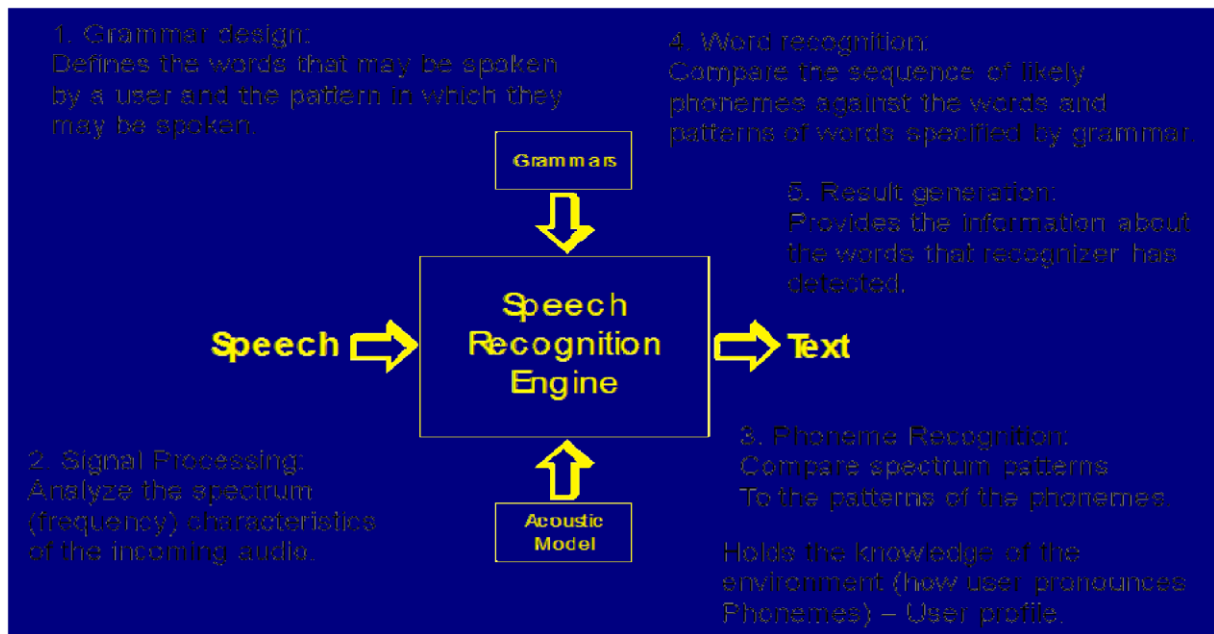 1. Grammar design:
Defines the words that may be spoken
by a user and the pattern in which they
may be spoken.
4. Word recognition:
Compare the sequence of likely
phonemes against the words and
patterns of words specified by grammar.
Grammars
5. Result generation:
Provides the information about
the words that recognizer has
detected.
Speech
Speech
Recognition
Engine
Text
2. Signal Processing:
Analyze the spectrum
(frequency) characteristics
of the incoming audio.
3. Phoneme Recognition:
Compare spectrum patterns
To the patterns of the phonemes.
Acoustic
Model
Holds the knowledge of the
environment (how user pronounces
Phonemes) – User profile.